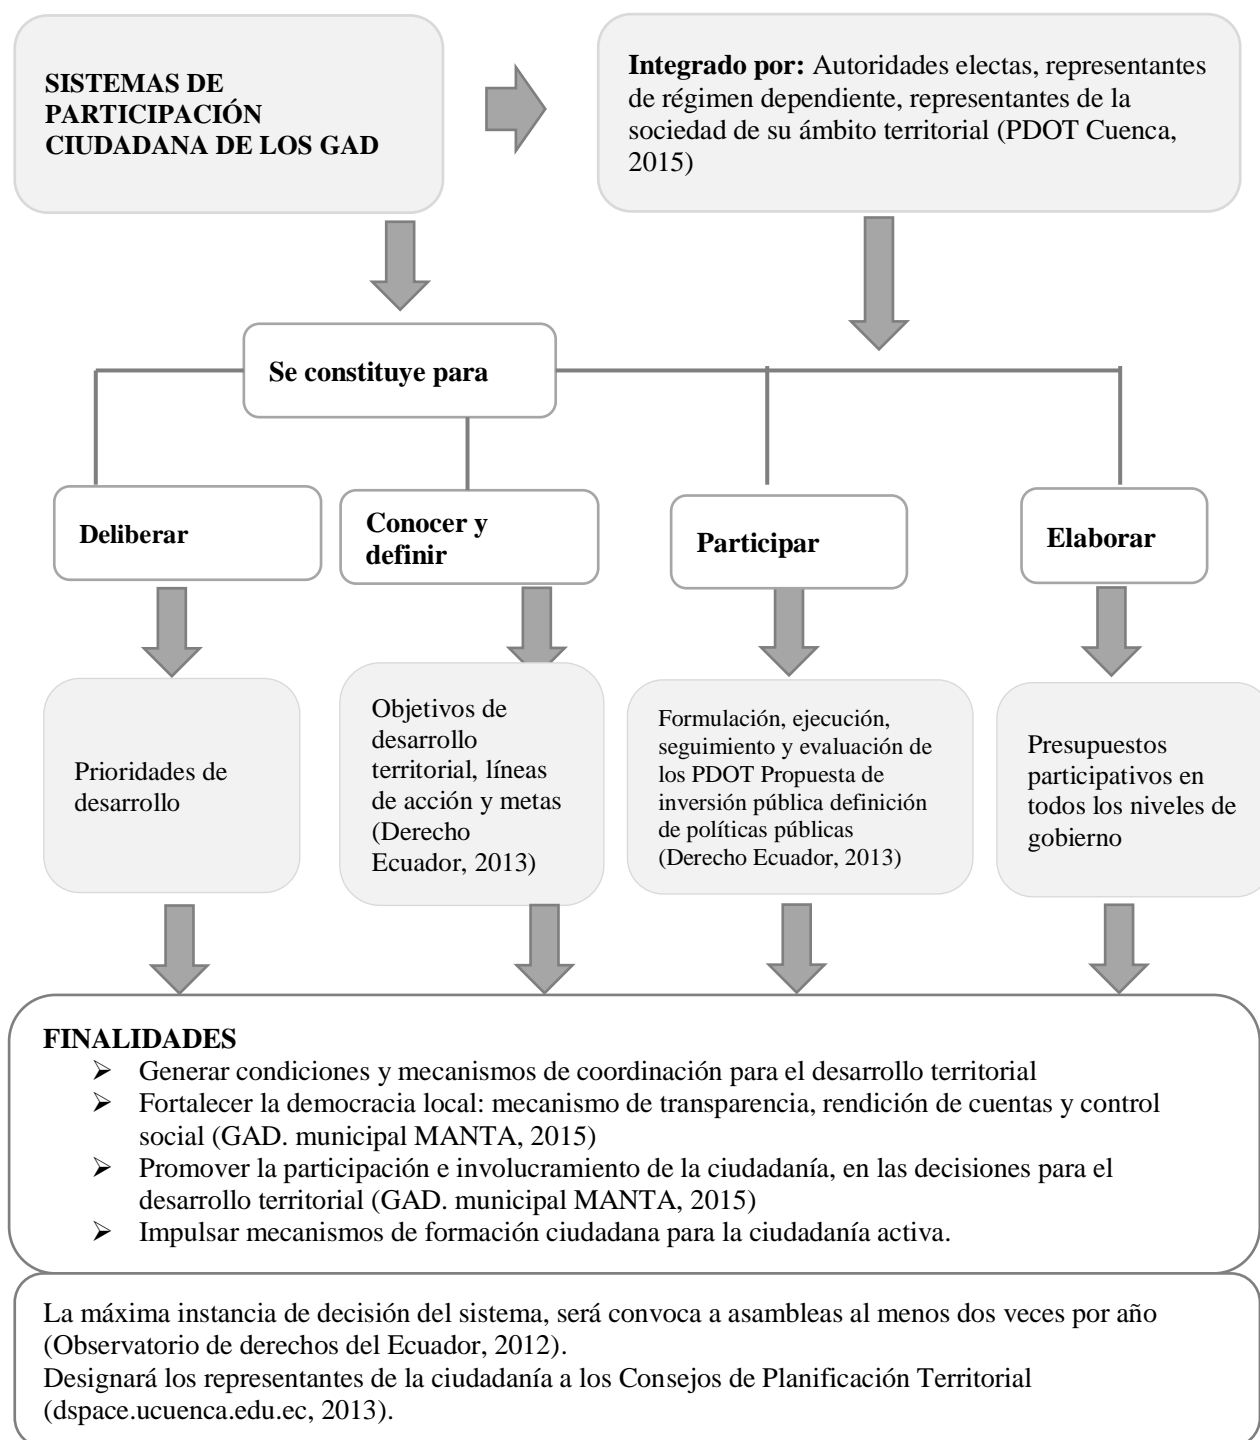 SISTEMAS DE
PARTICIPACIÓN
CIUDADANA DE LOS GAD
Integrado por: Autoridades electas, representantes
de régimen dependiente, representantes de la
sociedad de su ámbito territorial (PDOT Cuenca,
2015)
Se constituye para
Deliberar
Conocer y
definir
Participar
Elaborar
Prioridades de
desarrollo
Objetivos de
desarrollo
territorial, líneas
de acción y metas
(Derecho
Ecuador, 2013)
Formulación, ejecución,
seguimiento y evaluación de
los PDOT Propuesta de
inversión pública definición
de políticas públicas
(Derecho Ecuador, 2013)
Presupuestos
participativos en
todos los niveles de
gobierno
FINALIDADES
➢ Generar condiciones y mecanismos de coordinación para el desarrollo territorial
➢ Fortalecer la democracia local: mecanismo de transparencia, rendición de cuentas y control
social (GAD. municipal MANTA, 2015)
➢ Promover la participación e involucramiento de la ciudadanía, en las decisiones para el
desarrollo territorial (GAD. municipal MANTA, 2015)
➢ Impulsar mecanismos de formación ciudadana para la ciudadanía activa.
La máxima instancia de decisión del sistema, será convoca a asambleas al menos dos veces por año
(Observatorio de derechos del Ecuador, 2012).
Designará los representantes de la ciudadanía a los Consejos de Planificación Territorial
(dspace.ucuenca.edu.ec, 2013).